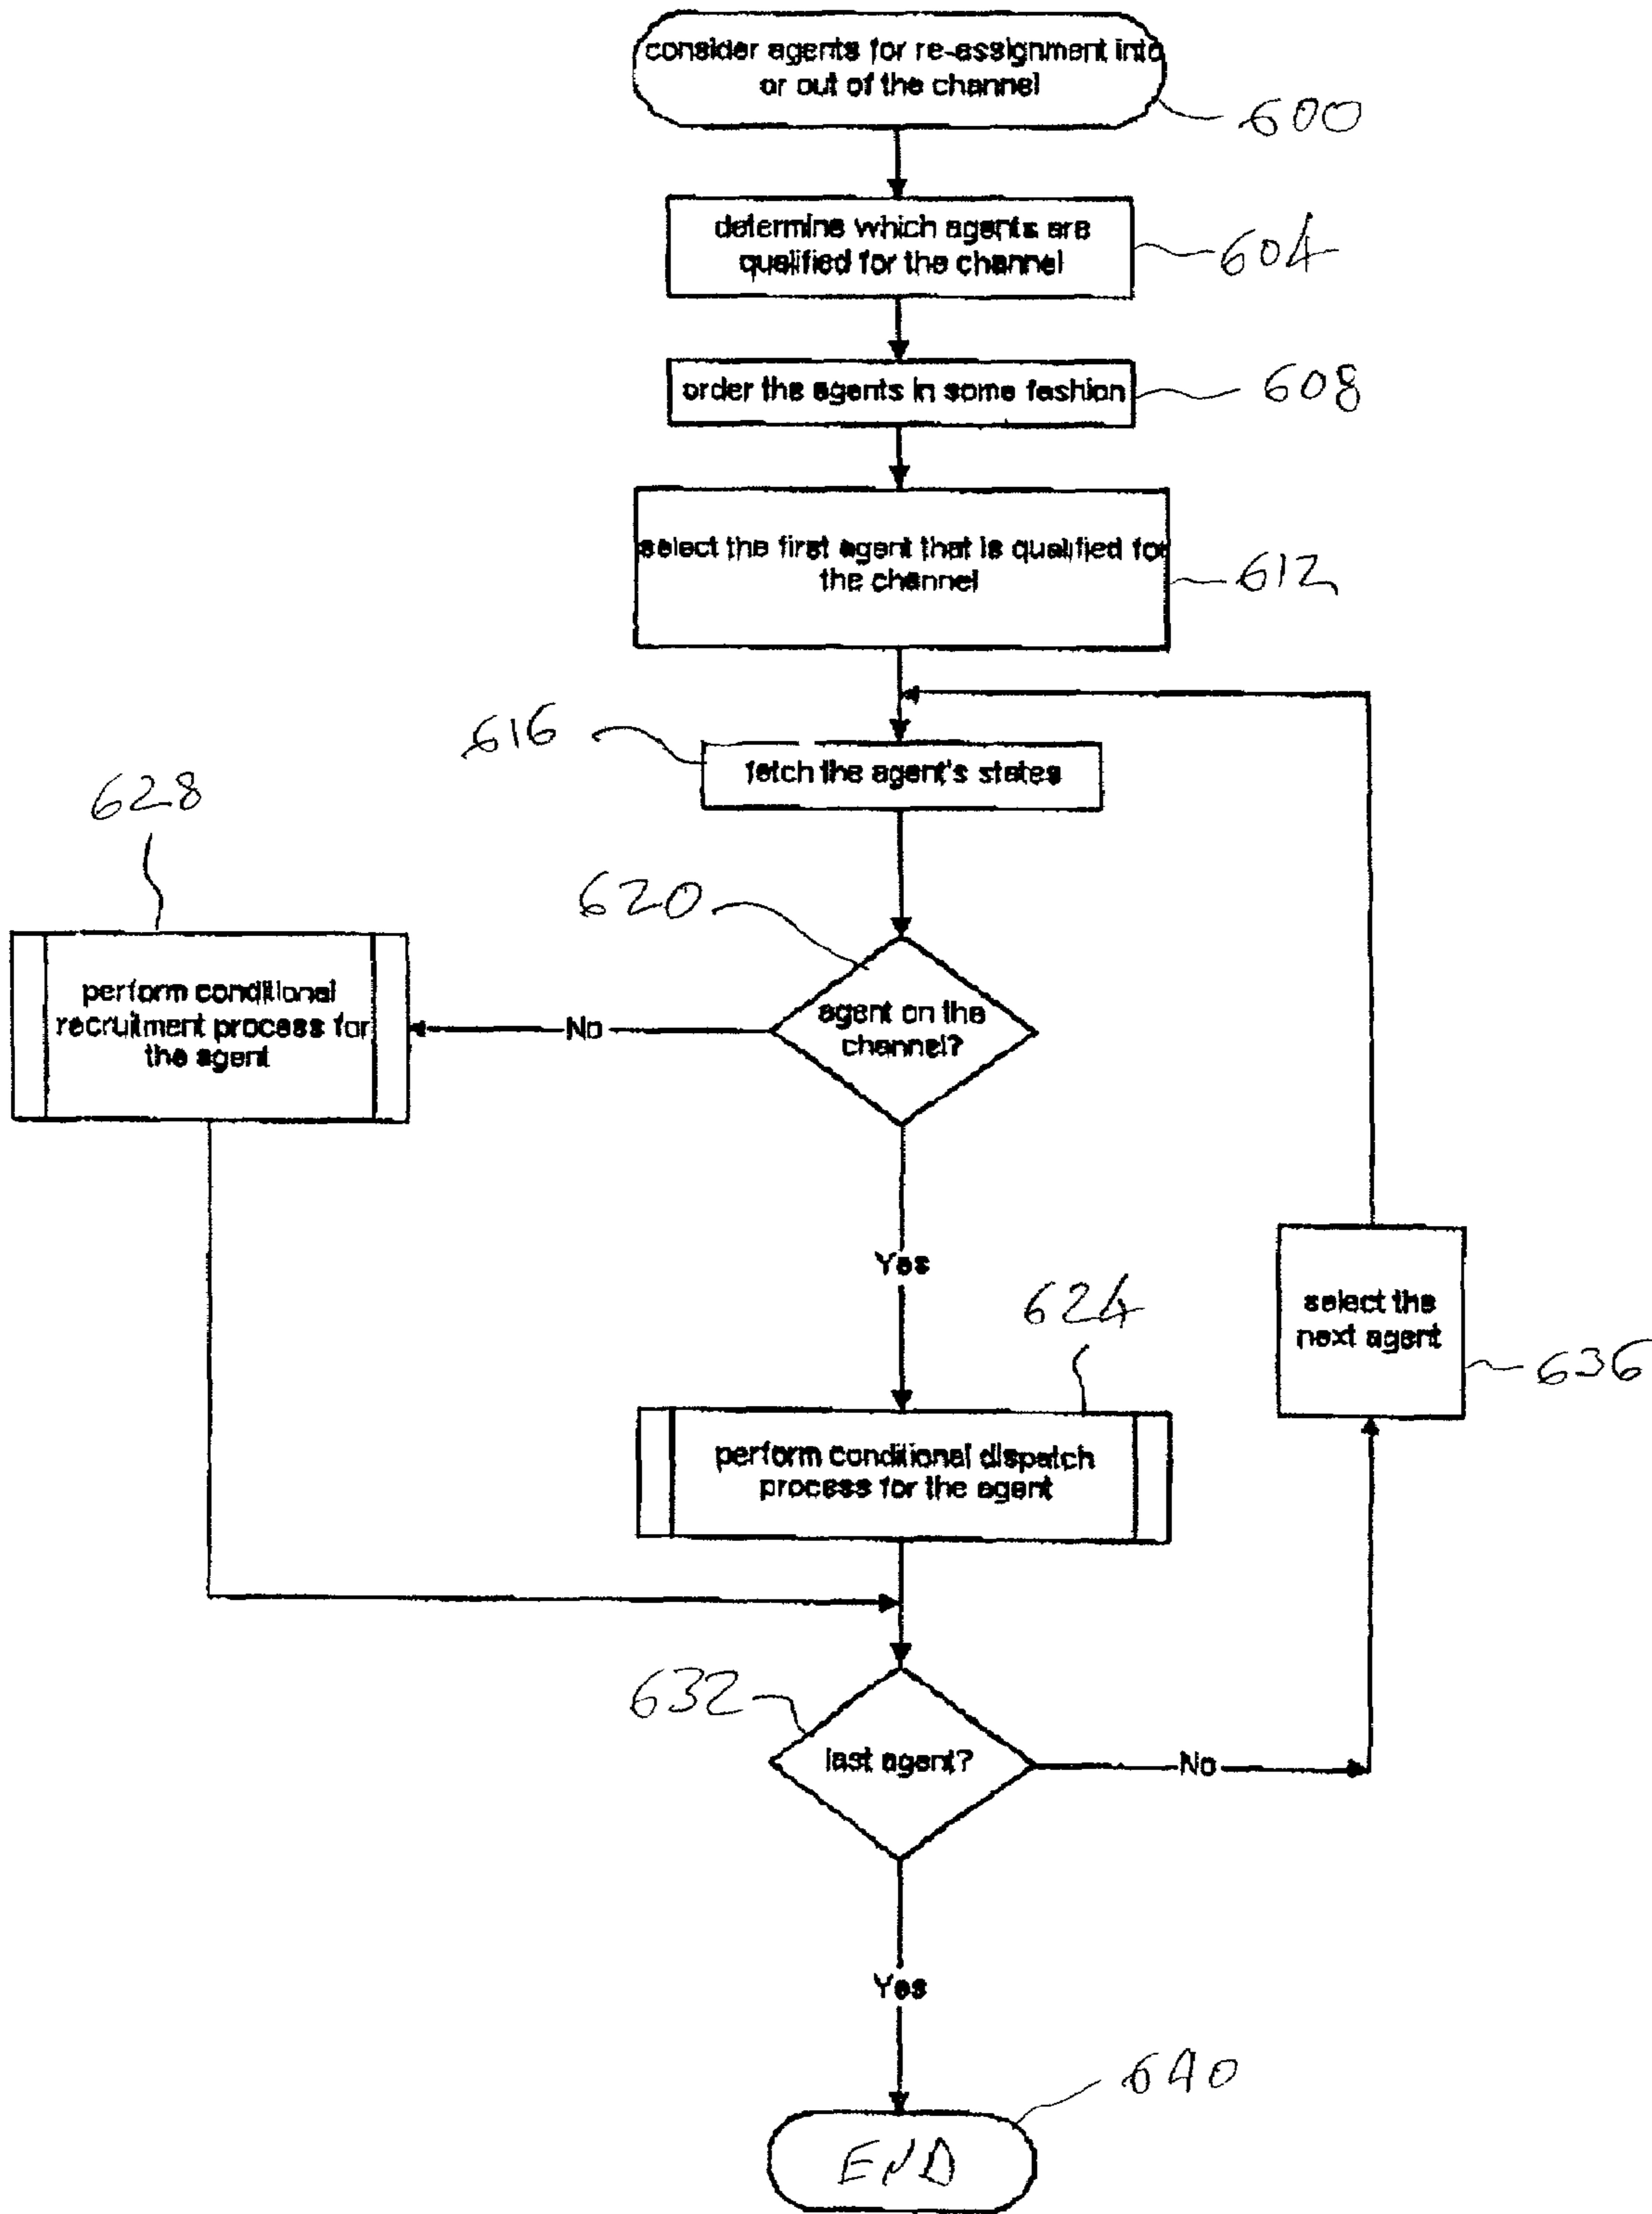 consider agents for re-assignment into
or out of the channel
600
determine which agents are
qualified for the channel
604
order the agents in some fashion
608
select the first agent that is qualified for
the channel
612
616
fetch the agent's states
628
620
perform conditional
recruitment process for
the agent
No
agent on the
channel?
Yes
624
select the
next agent
636
perform conditional dispatch
process for the agent
632
last agent?
No
Yes
640
END